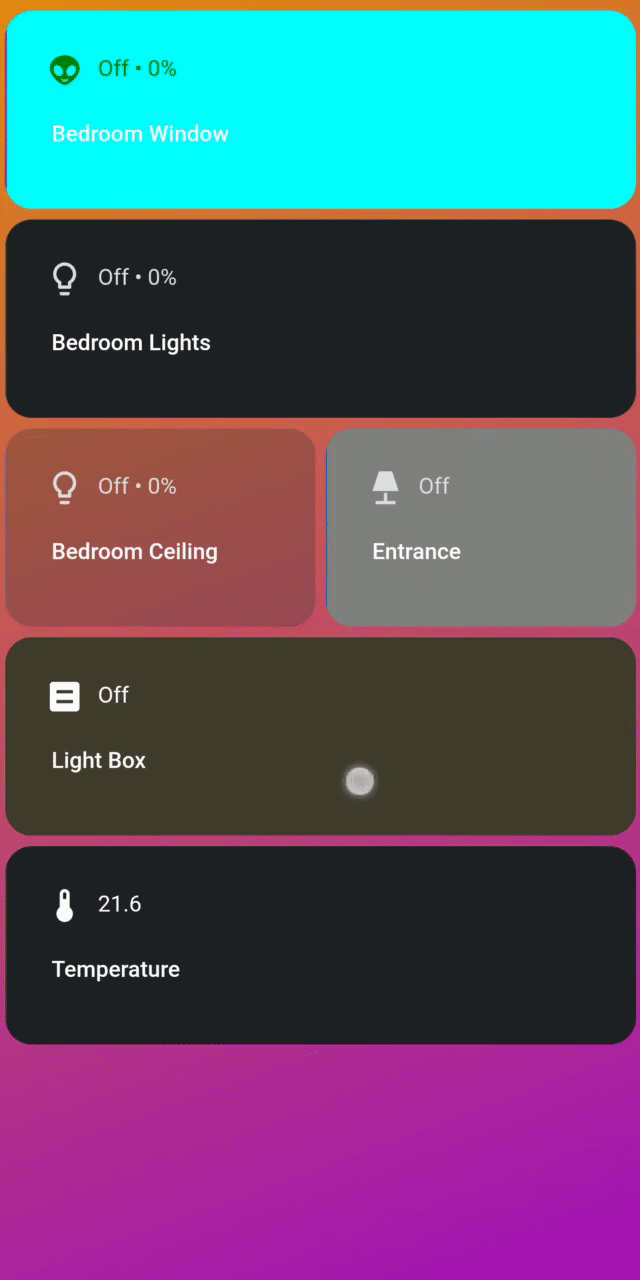 Off • 0%
Bedroom Window
Off • 0%
Bedroom Lights
Off • 0%
Bedroom Ceiling
Off
Entrance
Off
Light Box
21.6
Temperature